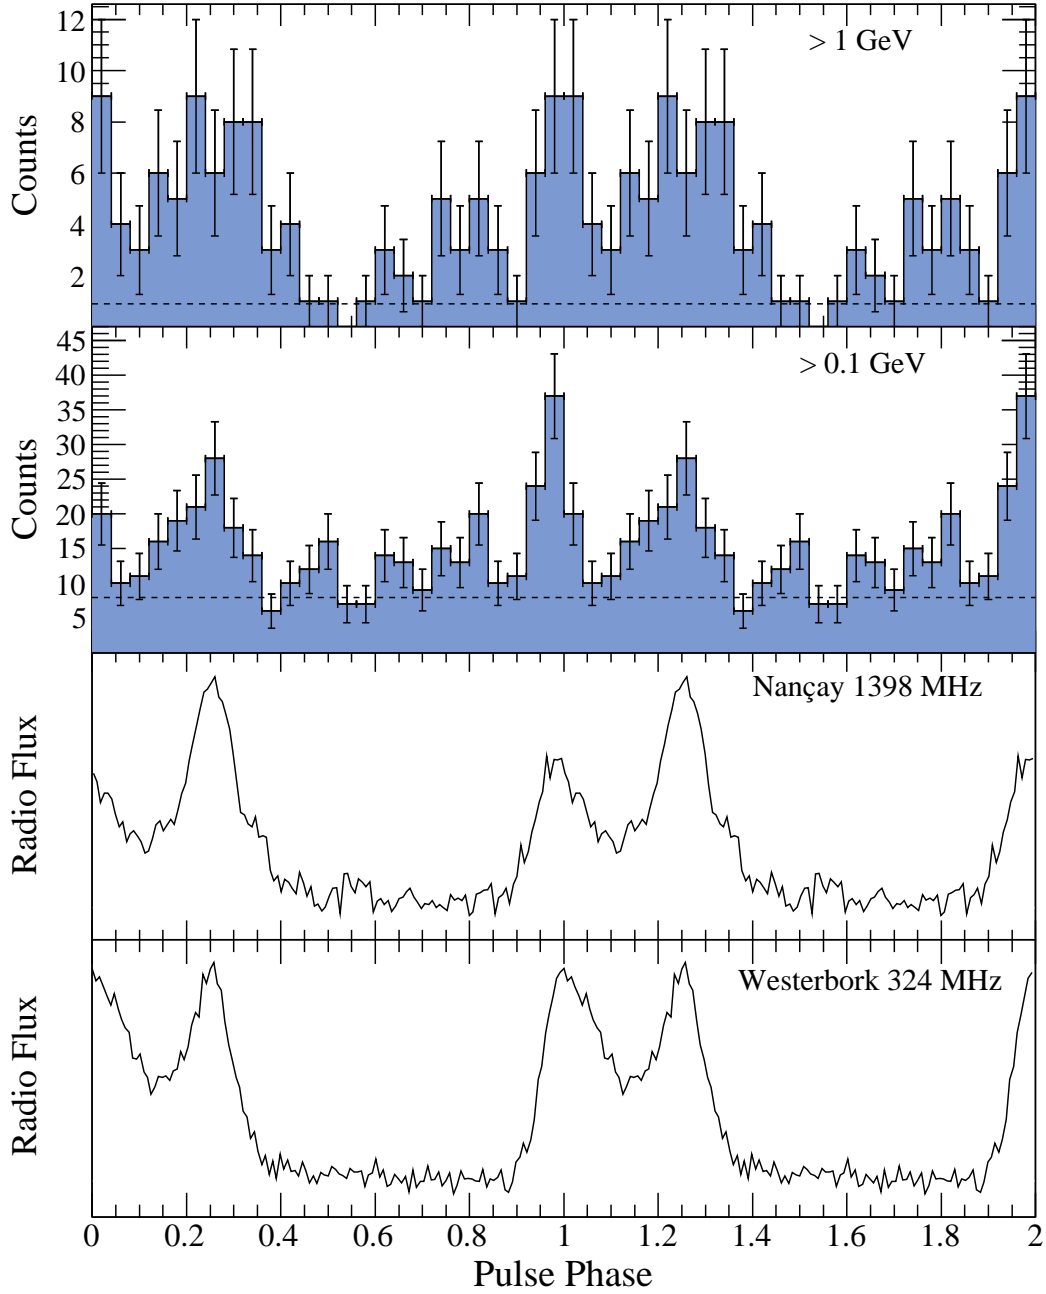 > 1 GeV
12
10
8
6
4
2
Counts
> 0.1 GeV
45
40
35
30
25
20
15
10
5
Counts
Nançay 1398 MHz
Radio Flux
Westerbork 324 MHz
Radio Flux
0 0.2 0.4 0.6 0.8 1 1.2 1.4 1.6 1.8 2
Pulse Phase